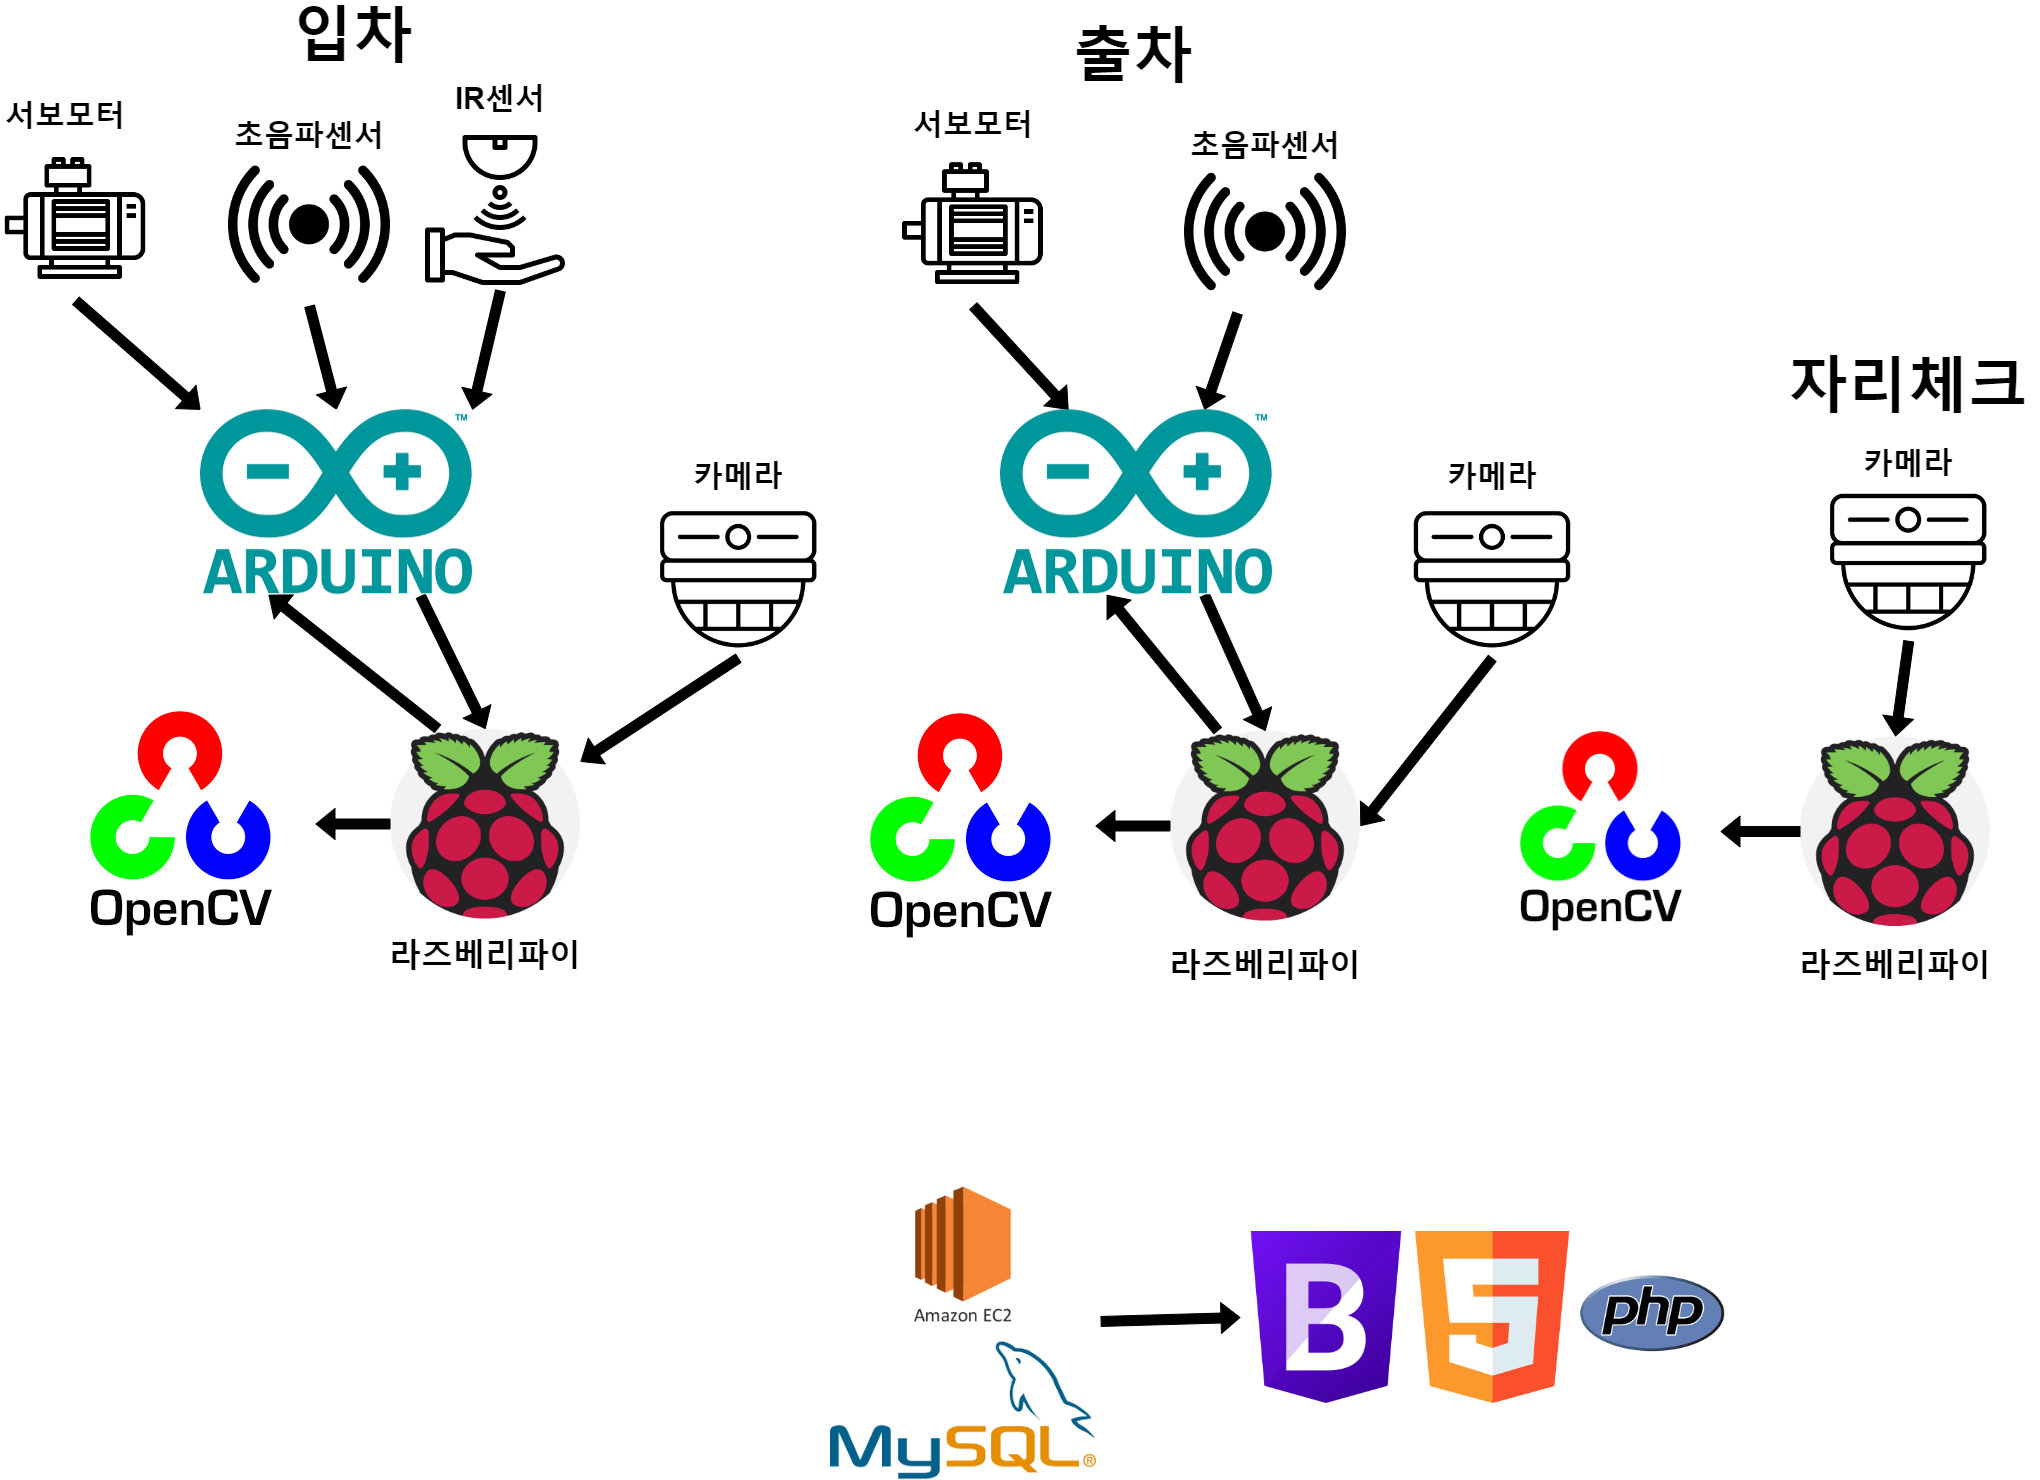 입차
서보모터
초음파센서
IR센서
ARDUINO
TM
카메라
OpenCV
라즈베리파이
출차
서보모터
초음파센서
ARDUINO
TM
카메라
OpenCV
라즈베리파이
자리체크
카메라
OpenCV
라즈베리파이
Amazon EC2
MySQL®
B
5
php